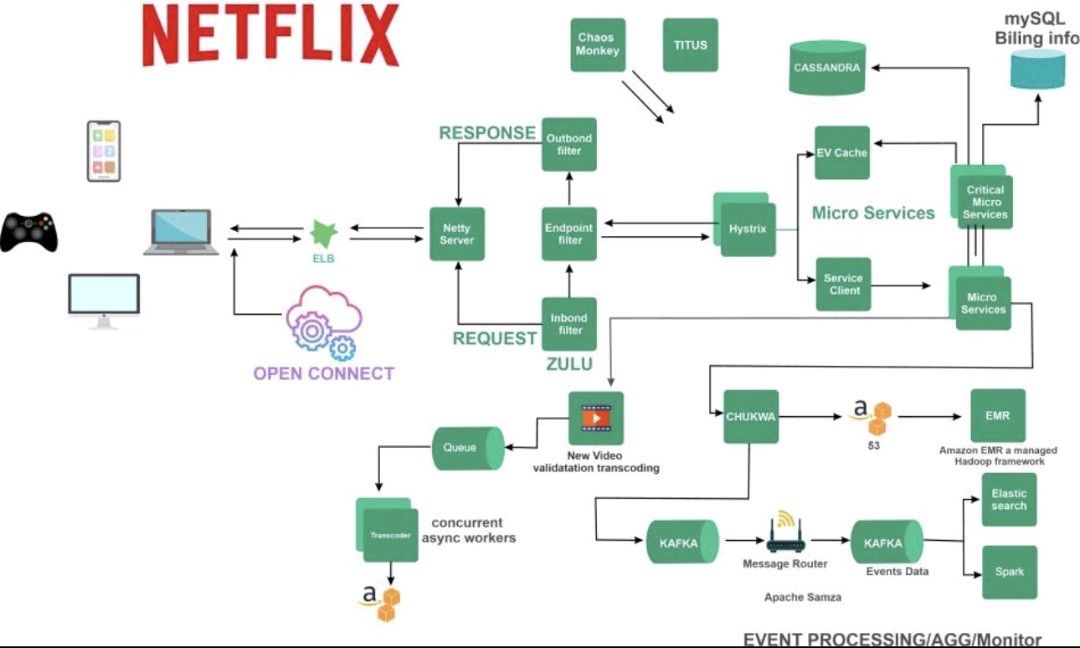 NETFLIX
Chaos
Monkey
TITUS
mySQL
Biling info
CASSANDRA
RESPONSE
Outbond
filter
EV Cache
Critical
Micro
Services
Micro Services
Netty
Server
Endpoint
filter
Hystrix
ELB
Service
Client
Micro
Services
Inbond
filter
REQUEST
ZULU
OPEN CONNECT
CHUKWA
a
53
EMR
Amazon EMR a managed
Hadoop framework
Queue
New Video
validatation transcoding
Elastic
search
Transcoder
concurrent
async workers
KAFKA
Message Router
KAFKA
Events Data
Spark
Apache Samza
a
EVENT PROCESSING/AGG/Monitor